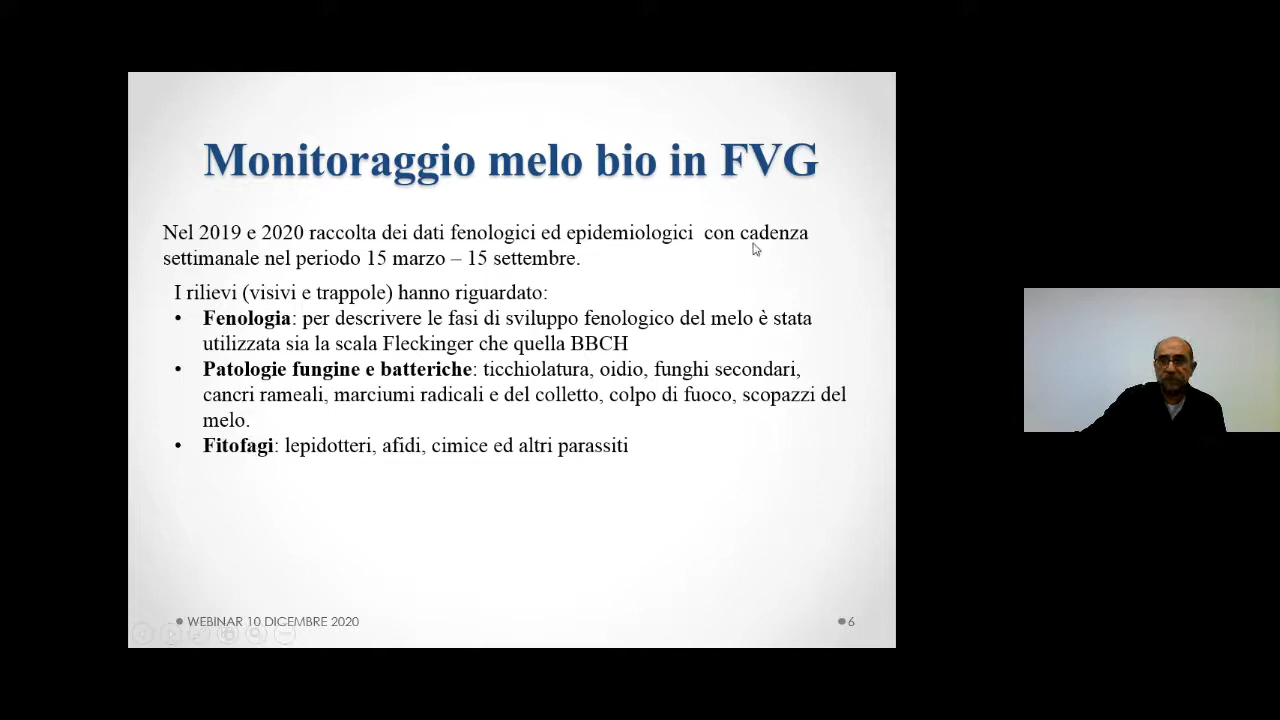 Monitoraggio melo bio in FVG
Nel 2019 e 2020 raccolta dei dati fenologici ed epidemiologici con cadenza
settimanale nel periodo 15 marzo – 15 settembre.
I rilievi (visivi e trappole) hanno riguardato:
• Fenologia: per descrivere le fasi di sviluppo fenologico del melo è stata
utilizzata sia la scala Fleckinger che quella BBCH
• Patologie fungine e batteriche: ticchiolatura, oidio, funghi secondari,
cancri rameali, marciumi radicali e del colletto, colpo di fuoco, scopazzi del
melo.
• Fitofagi: lepidotteri, afidi, cimice ed altri parassiti
• WEBINAR 10 DICEMBRE 2020
• 6